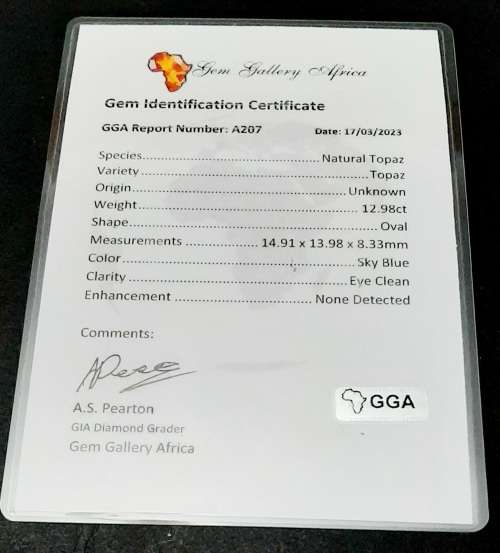 Gem Gallery Africa
Gem Identification Certificate
GGA Report Number: A207 Date: 17/03/2023
Species............................................ Natural Topaz
Variety........................................................ Topaz
Origin.................................................... Unknown
Weight................................................... 12.98ct
Shape.......................................................... Oval
Measurements .................. 14.91 x 13.98 x 8.33mm
Color....................................................... Sky Blue
Clarity.................................................... Eye Clean
Enhancement .................................. None Detected
Comments:
A.S. Pearton
GIA Diamond Grader
Gem Gallery Africa
GGA